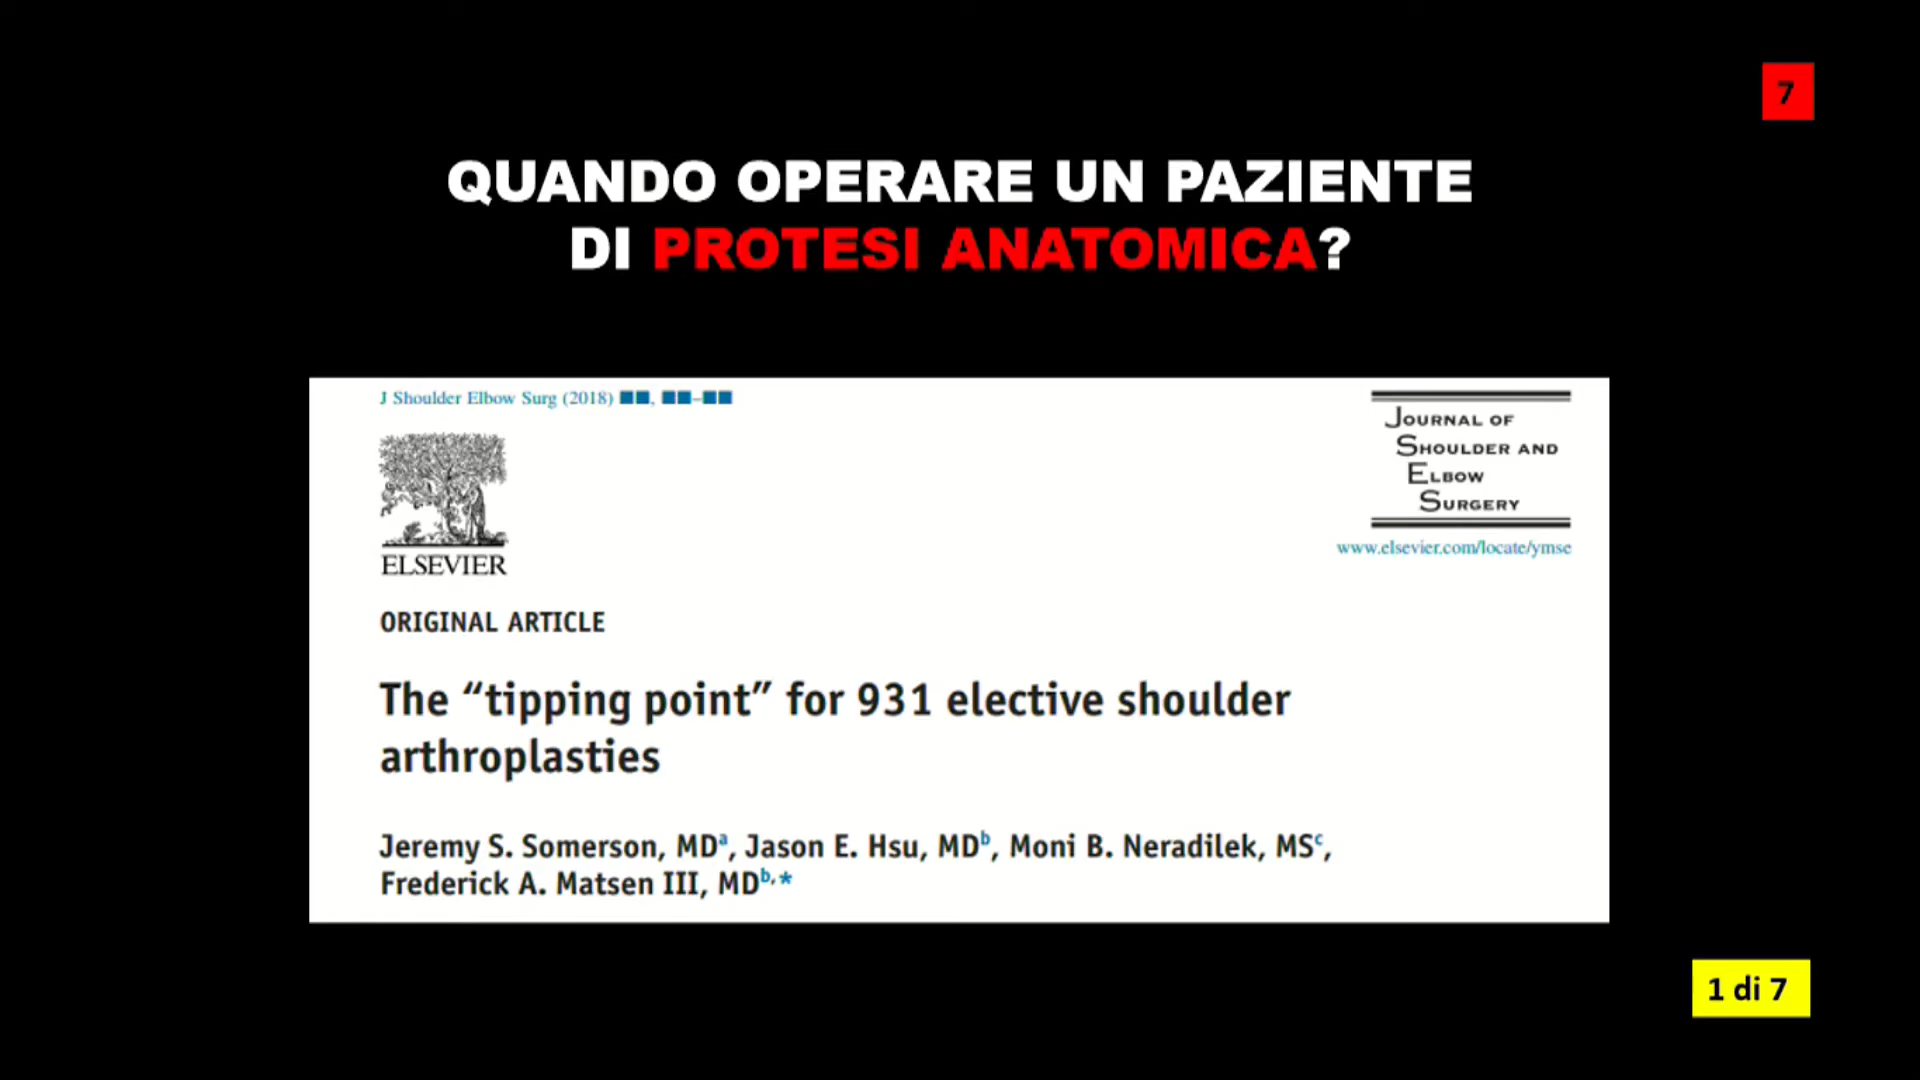 7
QUANDO OPERARE UN PAZIENTE
DI PROTESI ANATOMICA?
J Shoulder Elbow Surg (2018) ■■, ■■–■■
JOURNAL OF
SHOULDER AND
ELBOW
SURGERY
www.elsevier.com/locate/ymse
ELSEVIER
ORIGINAL ARTICLE
The “tipping point” for 931 elective shoulder
arthroplasties
Jeremy S. Somerson, MDa, Jason E. Hsu, MDb, Moni B. Neradilek, MSc,
Frederick A. Matsen III, MDb,*
1 di 7